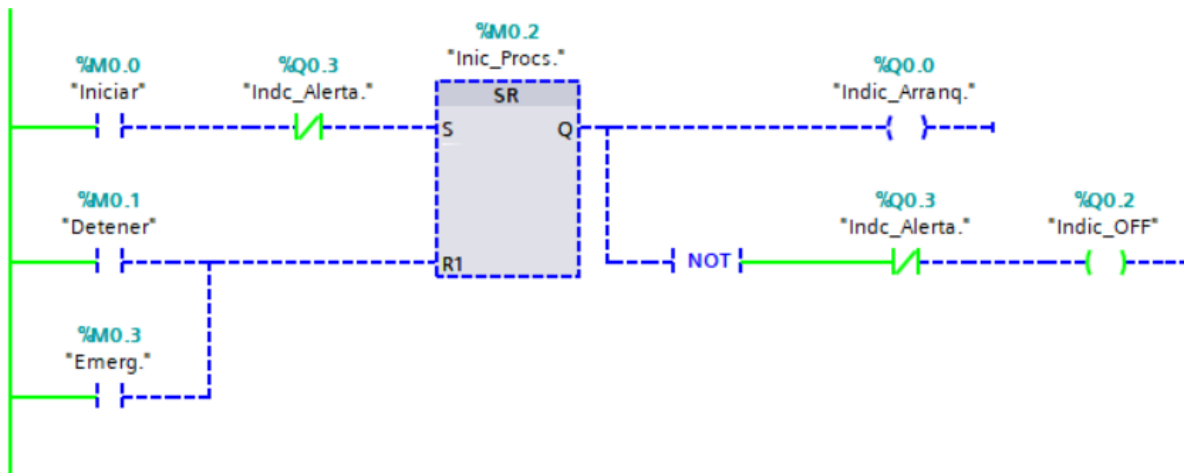 %M0.2
"Inic_Procs."
%M0.0
"Iniciar"
%Q0.3
"Indc_Alerta."
SR
%Q0.0
"Indic_Arranq."
S
Q
%M0.1
"Detener"
%Q0.3
"Indc_Alerta."
%Q0.2
"Indic_OFF"
R1
NOT
%M0.3
"Emerg."